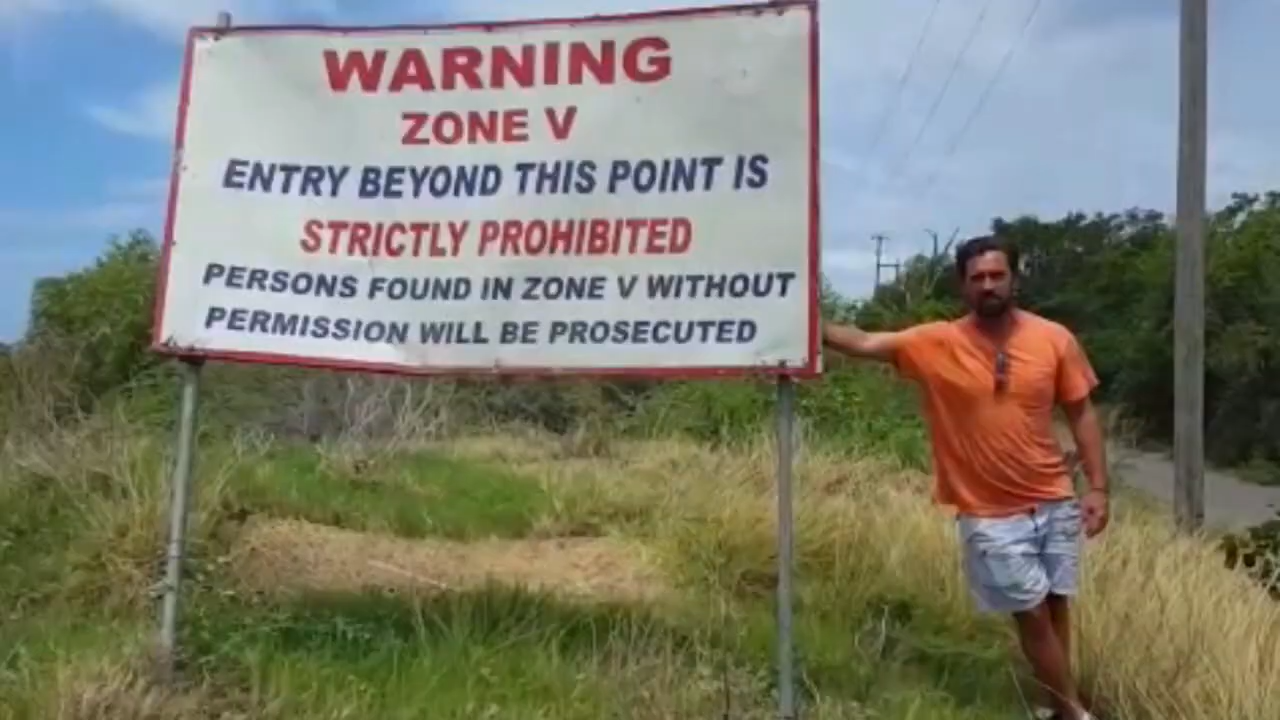 WARNING
ZONE V
ENTRY BEYOND THIS POINT IS
STRICTLY PROHIBITED
PERSONS FOUND IN ZONE V WITHOUT
PERMISSION WILL BE PROSECUTED